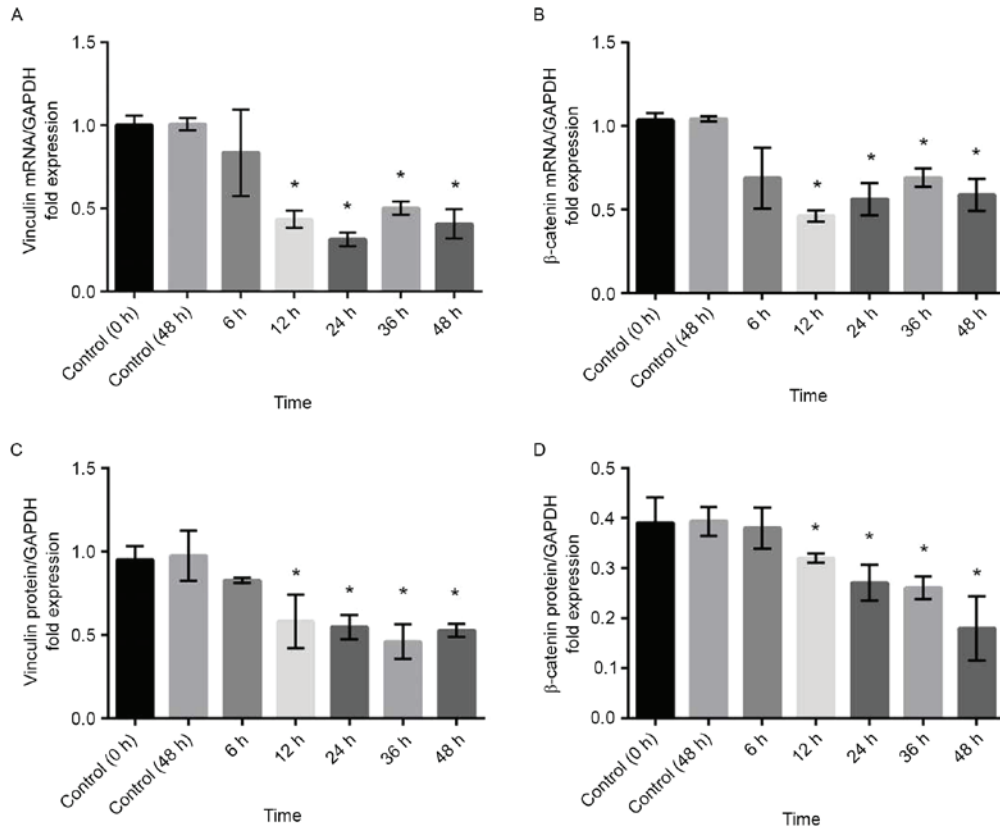 A
Vinculin mRNA/GAPDH
fold expression
1.5
1.0
0.5
0.0
*
*
*
*
Control (0 h)
Control (48 h)
6 h
12 h
24 h
36 h
48 h
Time
B
β-catenin mRNA/GAPDH
fold expression
1.5
1.0
0.5
0.0
*
*
*
*
Control (0 h)
Control (48 h)
6 h
12 h
24 h
36 h
48 h
Time
C
Vinculin protein/GAPDH
fold expression
1.5
1.0
0.5
0.0
*
*
*
*
Control (0 h)
Control (48 h)
6 h
12 h
24 h
36 h
48 h
Time
D
β-catenin protein/GAPDH
fold expression
0.5
0.4
0.3
0.2
0.1
0.0
*
*
*
*
Control (0 h)
Control (48 h)
6 h
12 h
24 h
36 h
48 h
Time